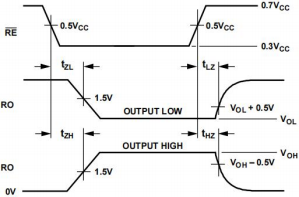 0.7VCC
RE 0.5VCC 0.5VCC
0.3VCC
tZL tLZ
RO 1.5V OUTPUT LOW VOL + 0.5V
VOL
tZH tHZ
OUTPUT HIGH VOH
RO 1.5V VOH – 0.5V
0V